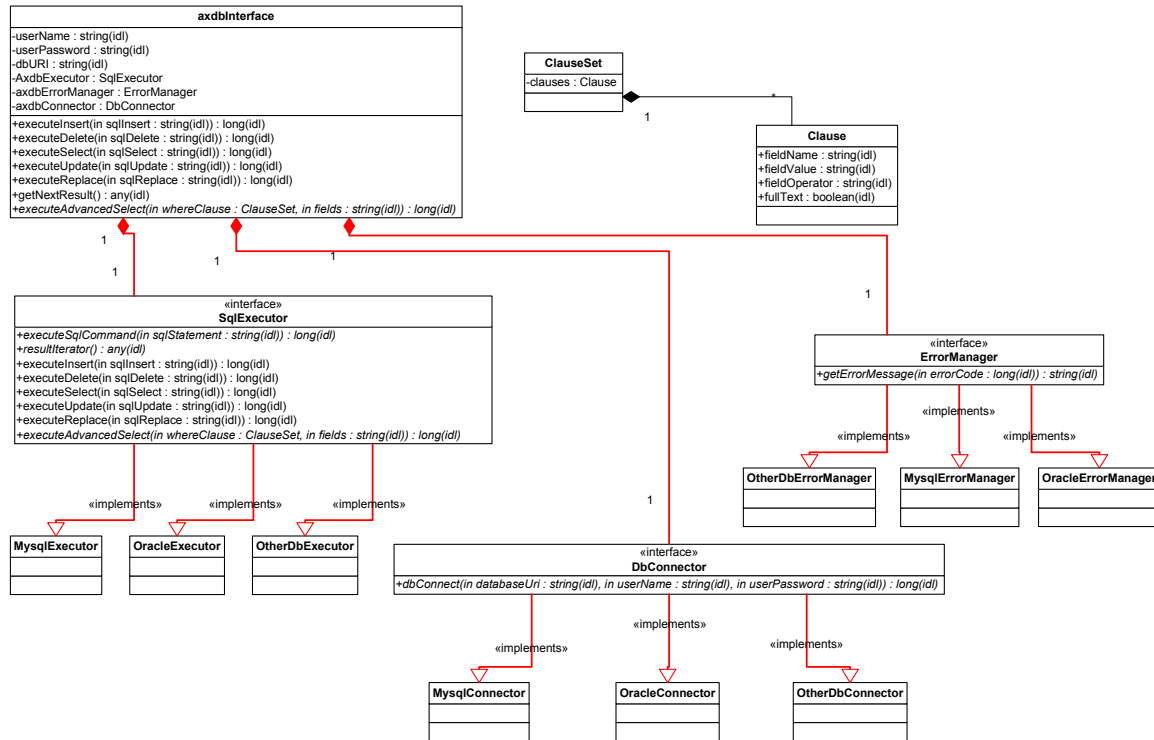 axdbInterface
-userName : string(idl)
-userPassword : string(idl)
-dbURI : string(idl)
-AxdbExecutor : SqlExecutor
-axdbErrorManager : ErrorManager
-axdbConnector : DbConnector
+executeInsert(in sqlInsert : string(idl)) : long(idl)
+executeDelete(in sqlDelete : string(idl)) : long(idl)
+executeSelect(in sqlSelect : string(idl)) : long(idl)
+executeUpdate(in sqlUpdate : string(idl)) : long(idl)
+executeReplace(in sqlReplace : string(idl)) : long(idl)
+getNextResult() : any(idl)
+executeAdvancedSelect(in whereClause : ClauseSet, in fields : string(idl)) : long(idl)
ClauseSet
-clauses : Clause
1
*
Clause
+fieldName : string(idl)
+fieldValue : string(idl)
+fieldOperator : string(idl)
+fullText : boolean(idl)
1
1
1
1
1
1
«interface»
SqlExecutor
+executeSqlCommand(in sqlStatement : string(idl)) : long(idl)
+resultIterator() : any(idl)
+executeInsert(in sqlInsert : string(idl)) : long(idl)
+executeDelete(in sqlDelete : string(idl)) : long(idl)
+executeSelect(in sqlSelect : string(idl)) : long(idl)
+executeUpdate(in sqlUpdate : string(idl)) : long(idl)
+executeReplace(in sqlReplace : string(idl)) : long(idl)
+executeAdvancedSelect(in whereClause : ClauseSet, in fields : string(idl)) : long(idl)
«interface»
ErrorManager
+getErrorMessage(in errorCode : long(idl)) : string(idl)
«implements»
«implements»
«implements»
OtherDbErrorManager
MysqlErrorManager
OracleErrorManager
«implements»
«implements»
«implements»
MysqlExecutor
OracleExecutor
OtherDbExecutor
«interface»
DbConnector
+dbConnect(in databaseUri : string(idl), in userName : string(idl), in userPassword : string(idl)) : long(idl)
«implements»
«implements»
«implements»
MysqlConnector
OracleConnector
OtherDbConnector